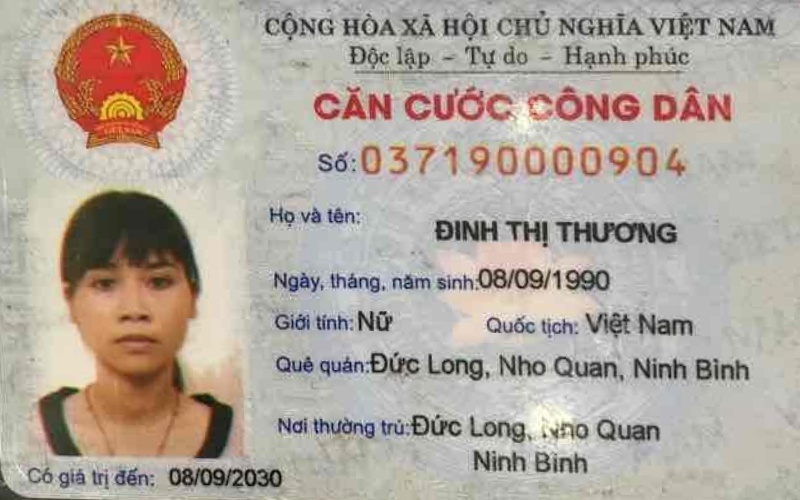 CỘNG HÒA XÃ HỘI CHỦ NGHĨA VIỆT NAM
Độc lập - Tự do - Hạnh phúc
CĂN CƯỚC CÔNG DÂN
Số: 037190000904
Họ và tên:
ĐINH THỊ THƯƠNG
Ngày, tháng, năm sinh: 08/09/1990
Giới tính: Nữ Quốc tịch: Việt Nam
Quê quán: Đức Long, Nho Quan, Ninh Bình
Nơi thường trú: Đức Long, Nho Quan
Ninh Bình
Có giá trị đến: 08/09/2030